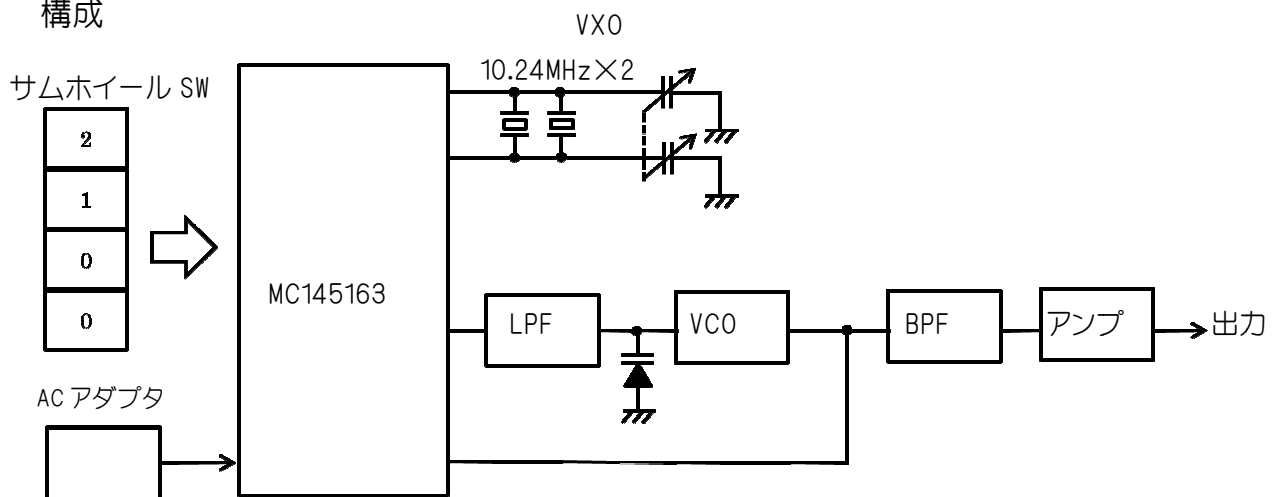 構成
VXO
10.24MHz×2
サムホイール SW
2
1
0
0
MC145163
LPF
VCO
BPF
アンプ
出力
AC アダプタ